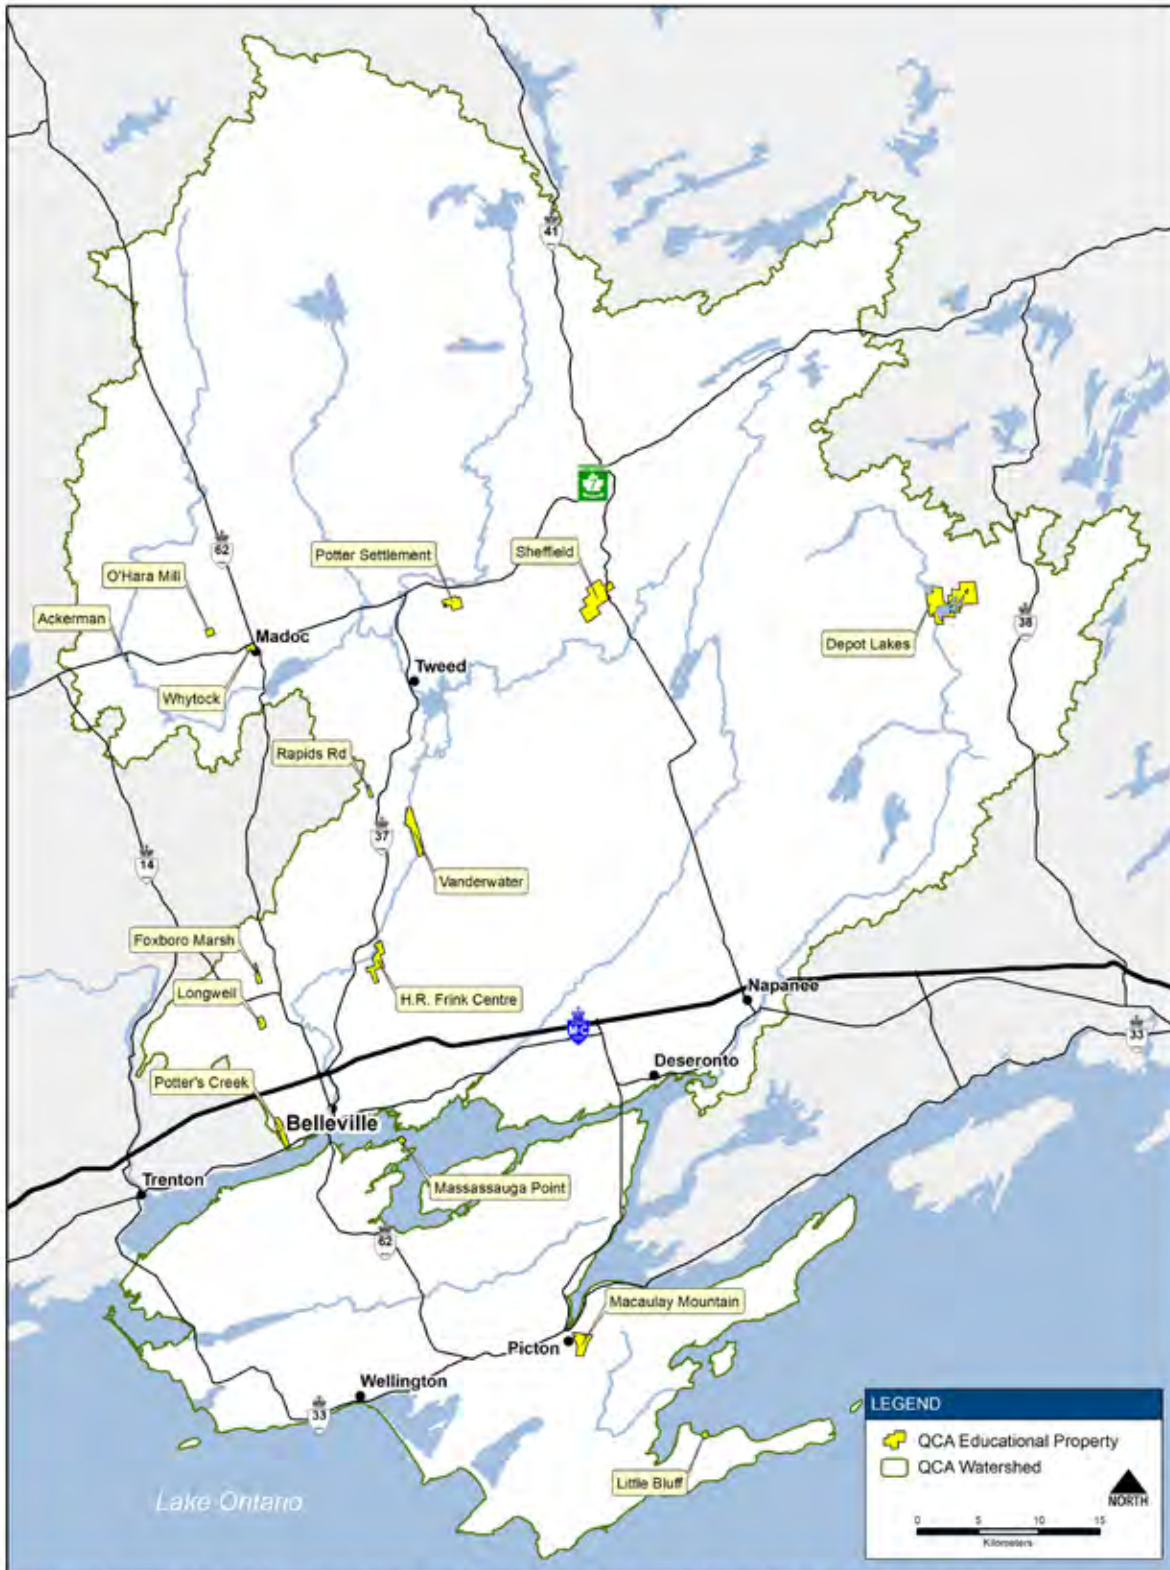 41
62
7
O'Hara Mill
Potter Settlement
Sheffield
Ackerman
Madoc
38
Depot Lakes
Whytock
Tweed
Rapids Rd
37
14
Vanderwater
Foxboro Marsh
H.R. Frink Centre
Longwell
Napanee
M-C
33
Deseronto
Potter's Creek
Belleville
Trenton
Massassauga Point
62
Macaulay Mountain
Picton
Wellington
33
Little Bluff
Lake Ontario
LEGEND
QCA Educational Property
QCA Watershed
NORTH
0 5 10 15
Kilometers